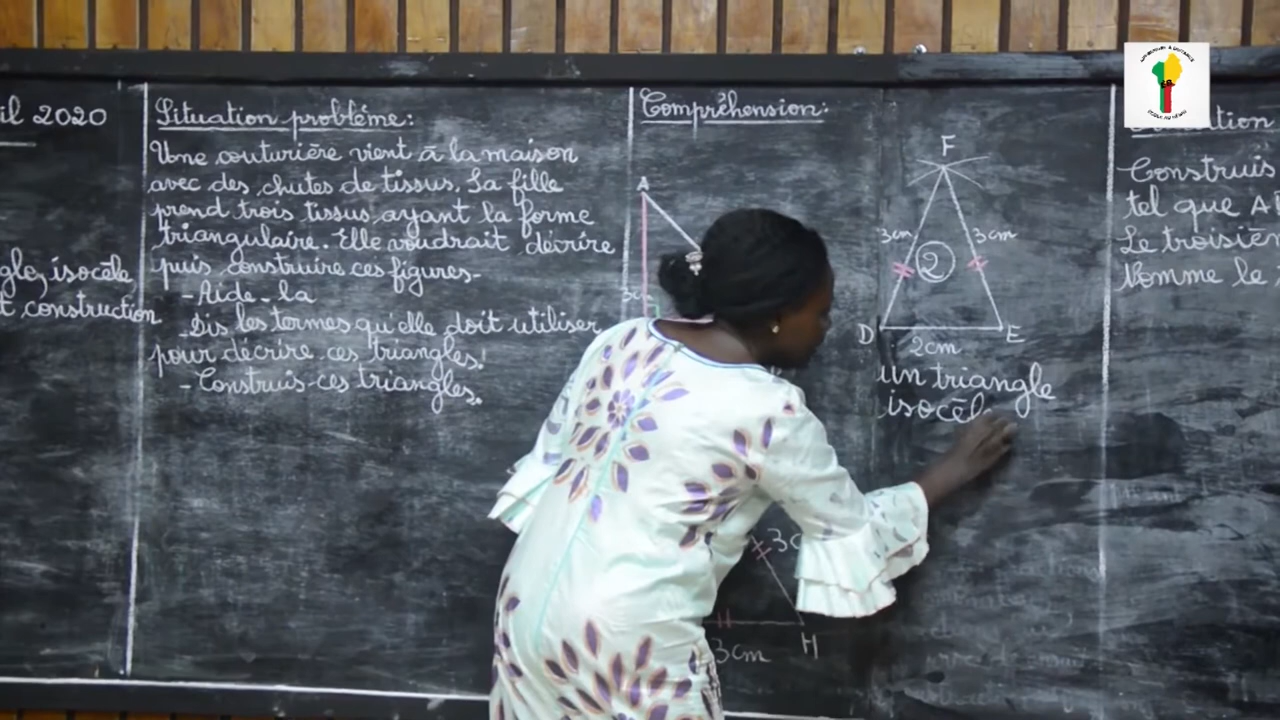 il 2020
gle, isocèle
t construction
Situation problème:
Une couturière vient à la maison
avec des chutes de tissus. Sa fille
prend trois tissus ayant la forme
triangulaire. Elle voudrait décrire
puis construire ces figures.
- Aide-la
- Dis les termes qu'elle doit utiliser
pour décrire ces triangles.
- Construis ces triangles.
Compréhension:
A
3c
F
3cm 3cm
2
D E
2cm
un triangle
isocèle
3c
3cm H
Construis
tel que A
Le troisiè
Nomme le